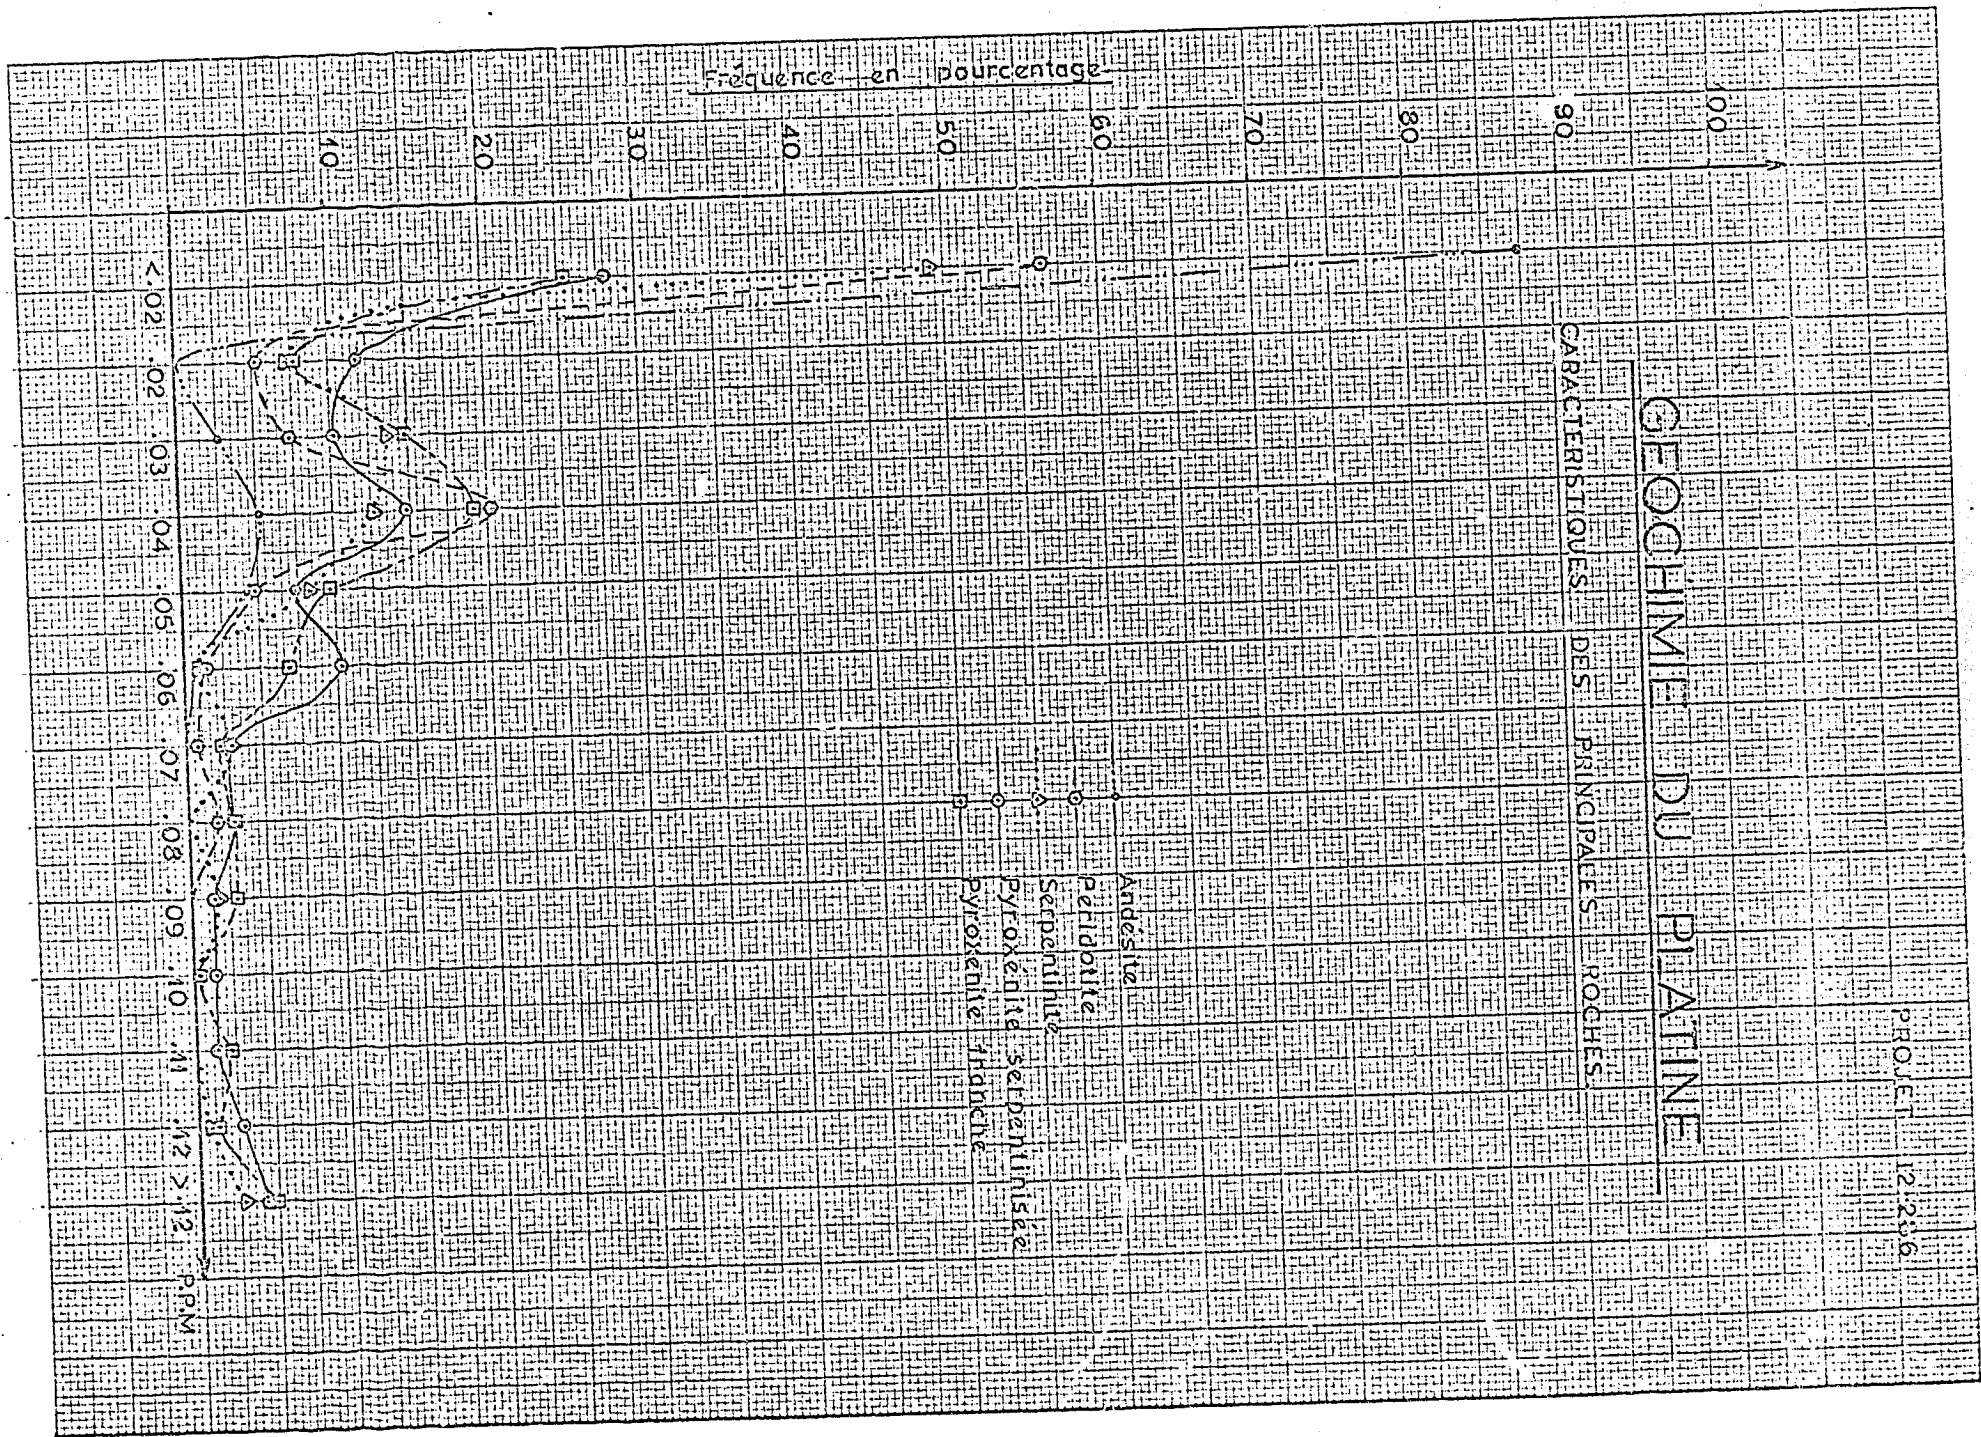 PROJET 12.236
GEOCHIMIE DU PLATINE
CARACTERISTIQUES DES PRINCIPALES ROCHES.
Fréquence en pourcentage
100
90
80
70
60
50
40
30
20
10
Andésite
Péridotite
Serpentinite
Pyroxénite serpentinisée
Pyroxénite franche
<.02 .02 .03 .04 .05 .06 .07 .08 .09 .10 .11 .12 >.12 PPM